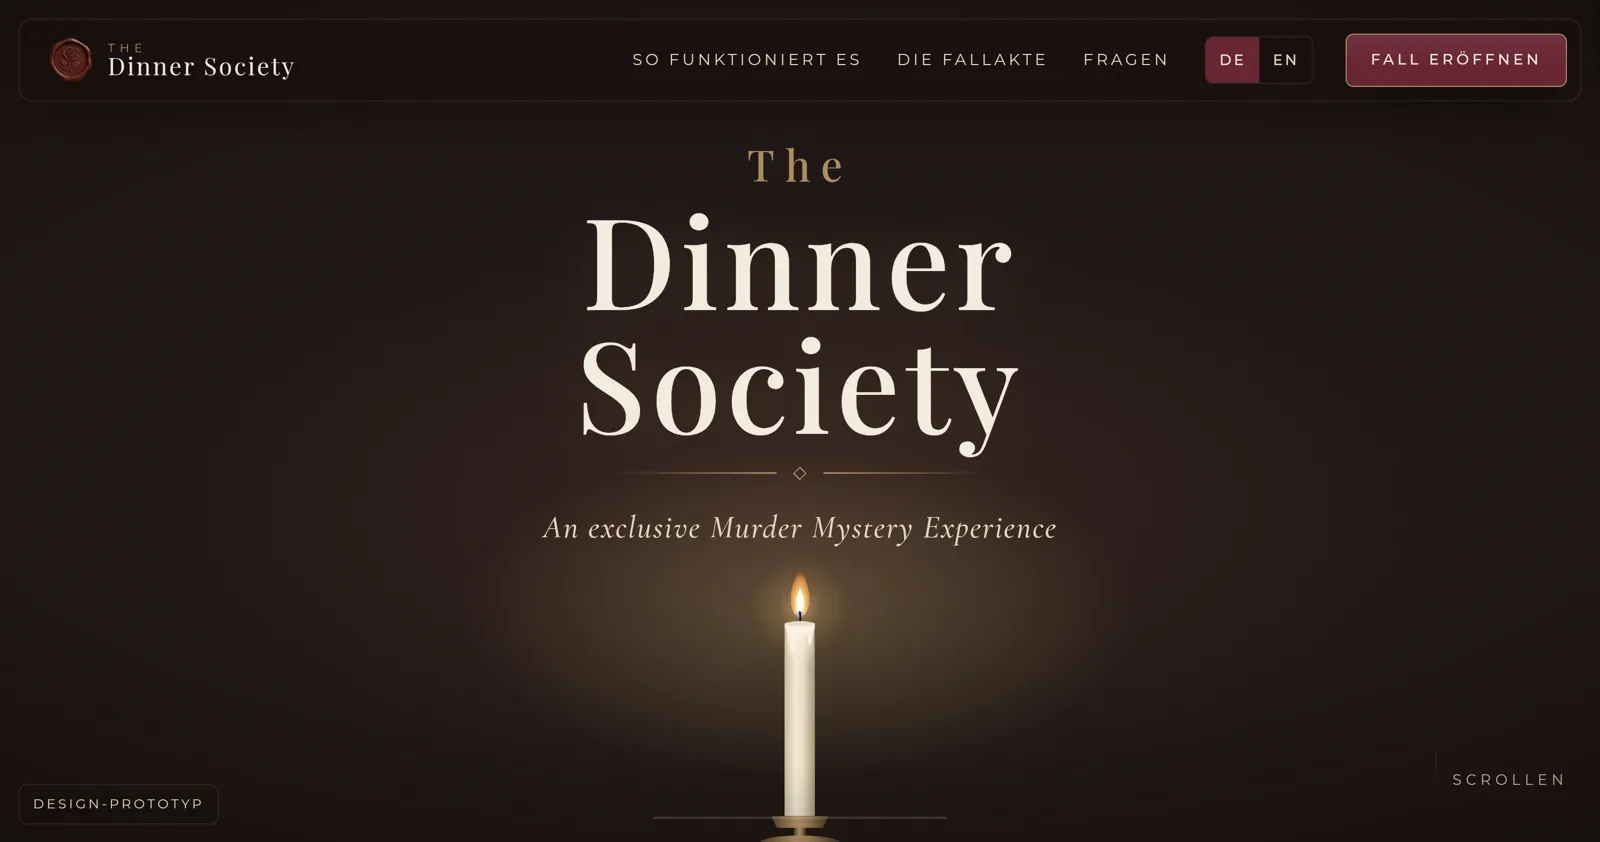 THE
Dinner Society
SO FUNKTIONIERT ES
DIE FALLAKTE
FRAGEN
DE
EN
FALL ERÖFFNEN
The
Dinner
Society
An exclusive Murder Mystery Experience
SCROLLEN
DESIGN-PROTOTYP